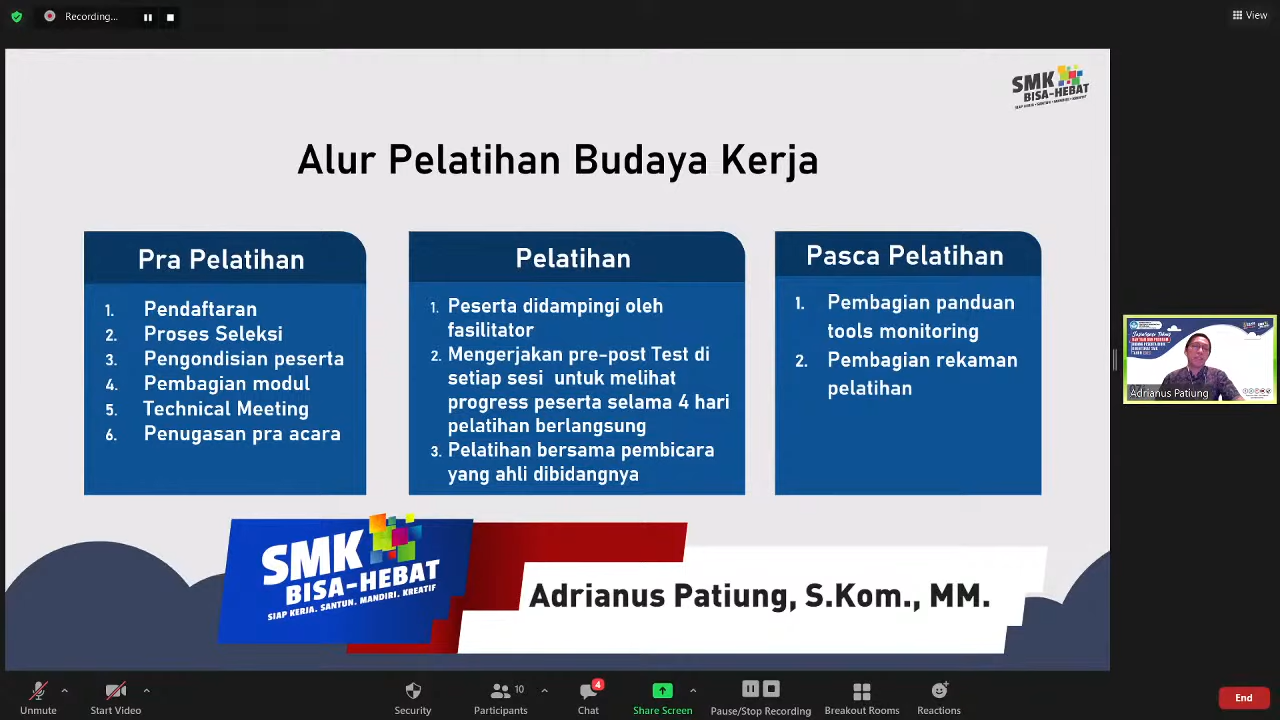 Recording...
View
SMK
BISA-HEBAT
SIAP KERJA • SANTUN • MANDIRI • KREATIF
Alur Pelatihan Budaya Kerja
Pra Pelatihan
1. Pendaftaran
2. Proses Seleksi
3. Pengondisian peserta
4. Pembagian modul
5. Technical Meeting
6. Penugasan pra acara
Pelatihan
1. Peserta didampingi oleh
fasilitator
2. Mengerjakan pre-post Test di
setiap sesi untuk melihat
progress peserta selama 4 hari
pelatihan berlangsung
3. Pelatihan bersama pembicara
yang ahli dibidangnya
Pasca Pelatihan
1. Pembagian panduan
tools monitoring
2. Pembagian rekaman
pelatihan
Adrianus Patiung
SMK
BISA-HEBAT
SIAP KERJA. SANTUN. MANDIRI. KREATIF
Adrianus Patiung, S.Kom., MM.
Unmute
Start Video
Security
10
Participants
4
Chat
Share Screen
Pause/Stop Recording
Breakout Rooms
Reactions
End